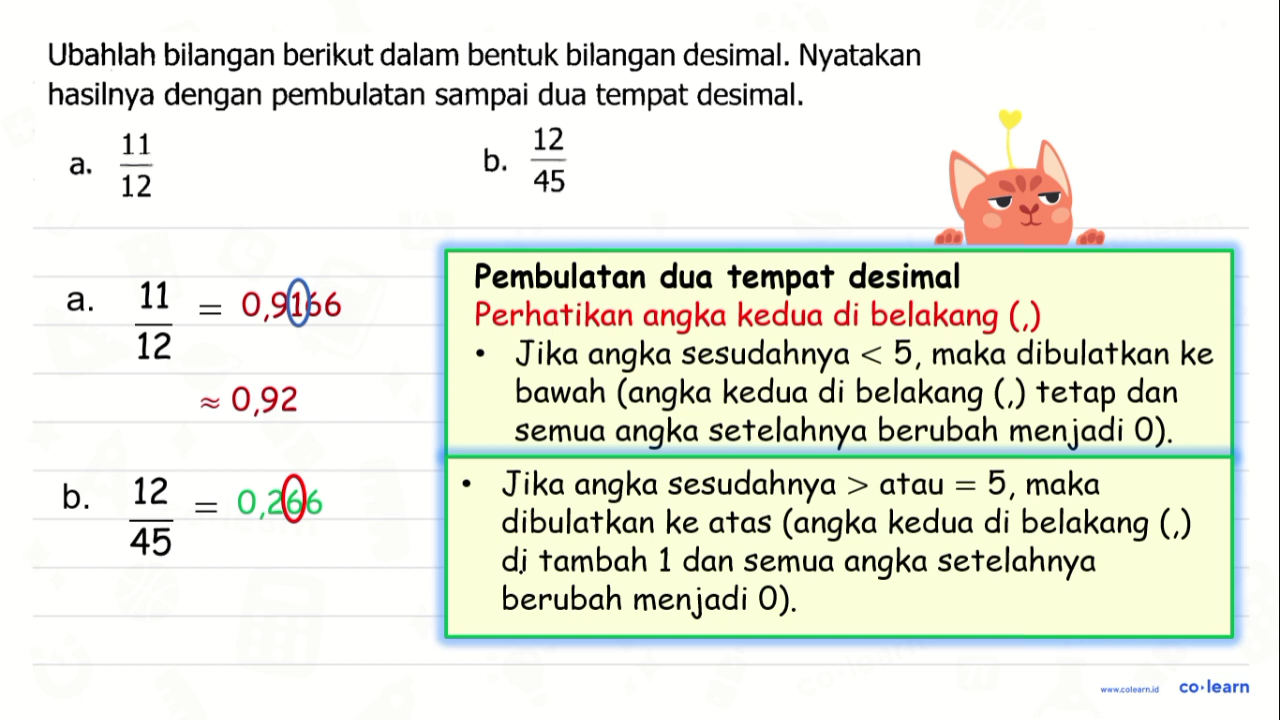 Ubahlah bilangan berikut dalam bentuk bilangan desimal. Nyatakan
hasilnya dengan pembulatan sampai dua tempat desimal.
a. 11/12
b. 12/45
a. 11/12 = 0,9166
≈ 0,92
b. 12/45 = 0,266
Pembulatan dua tempat desimal
Perhatikan angka kedua di belakang (,)
• Jika angka sesudahnya < 5, maka dibulatkan ke
bawah (angka kedua di belakang (,) tetap dan
semua angka setelahnya berubah menjadi 0).
• Jika angka sesudahnya > atau = 5, maka
dibulatkan ke atas (angka kedua di belakang (,)
di tambah 1 dan semua angka setelahnya
berubah menjadi 0).
www.colearn.id co·learn